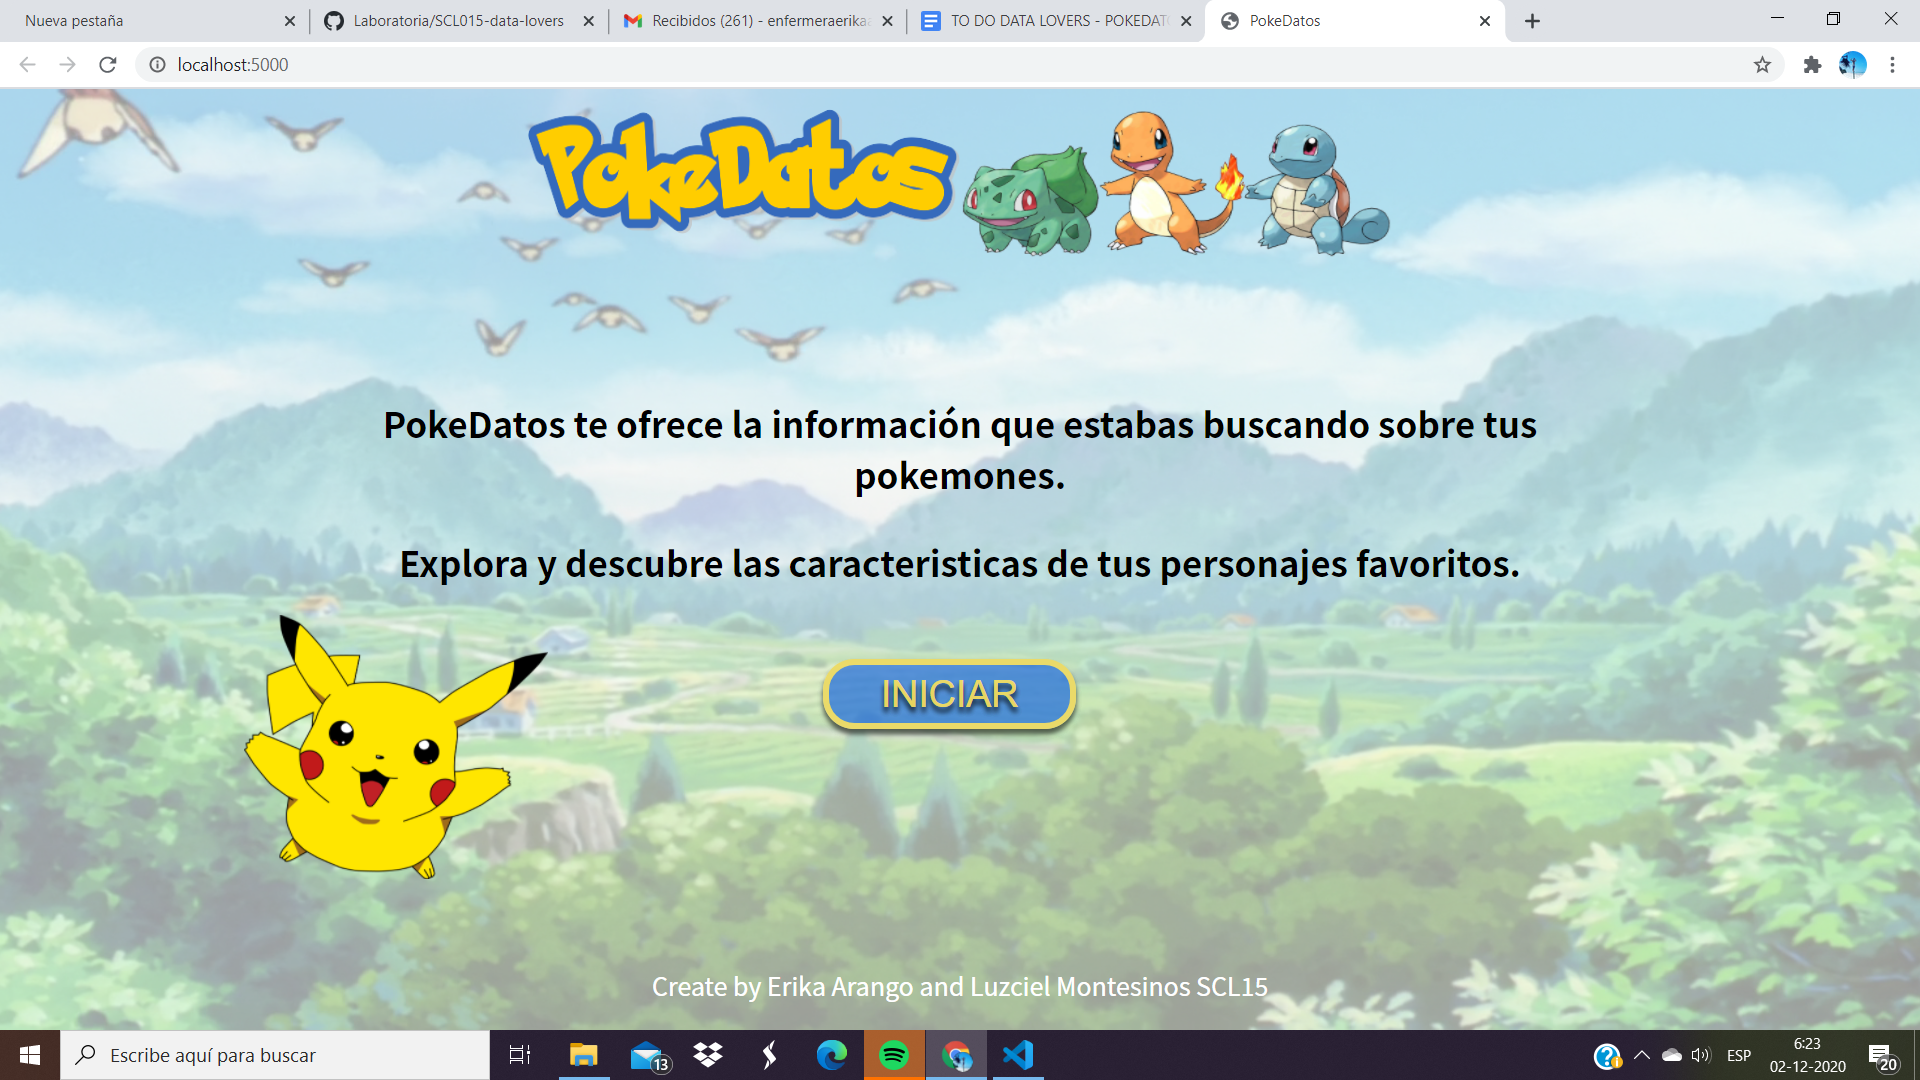 Nueva pestaña
Laboratoria/SCL015-data-lovers
Recibidos (261) - enfermeraerika
TO DO DATA LOVERS - POKEDAT
PokeDatos
localhost:5000
PokeDatos
PokeDatos te ofrece la información que estabas buscando sobre tus
pokemones.
Explora y descubre las caracteristicas de tus personajes favoritos.
INICIAR
Create by Erika Arango and Luzciel Montesinos SCL15
Escribe aquí para buscar
13
ESP
6:23
02-12-2020
20